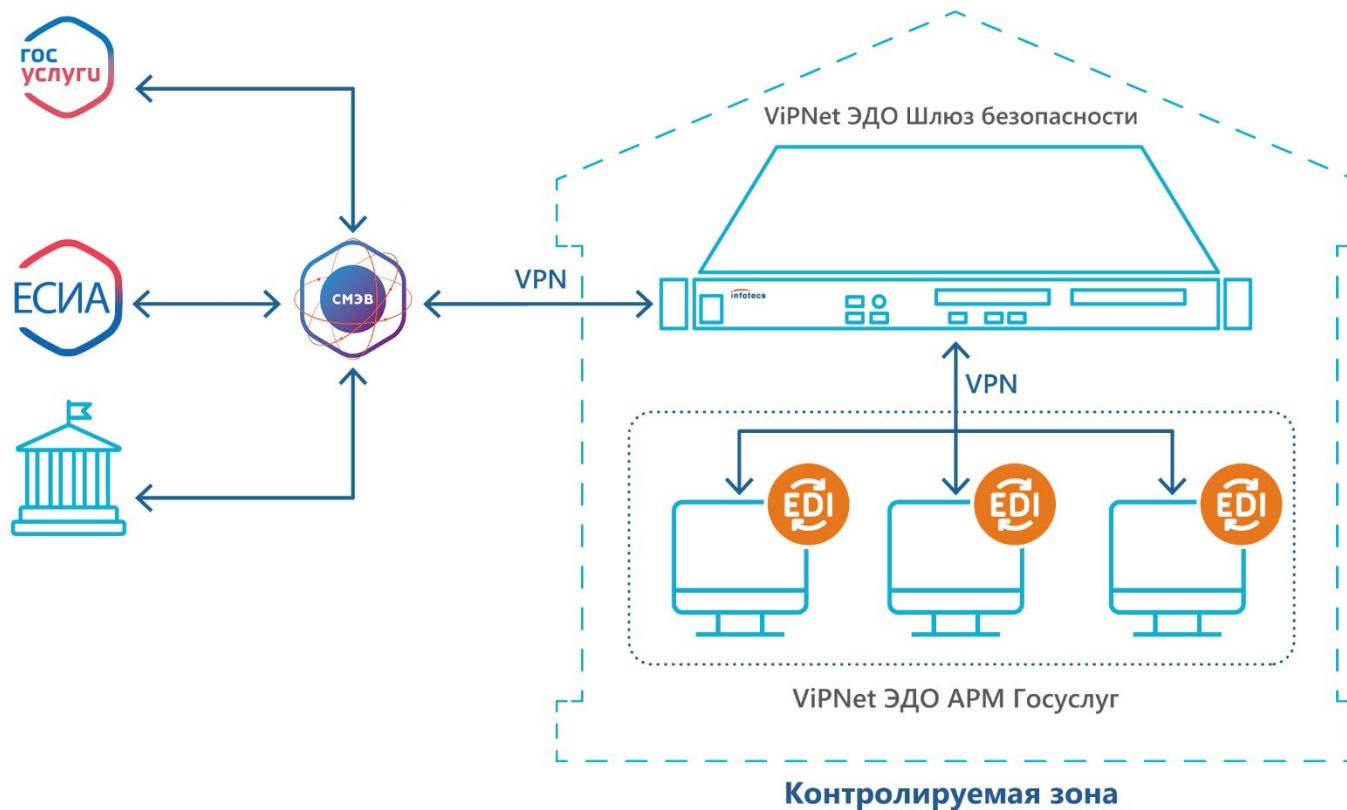 гос
услуги
ViPNet ЭДО Шлюз безопасности
ЕСИА
СМЭВ
VPN
infotecs
VPN
EDI
EDI
EDI
ViPNet ЭДО АРМ Госуслуг
Контролируемая зона